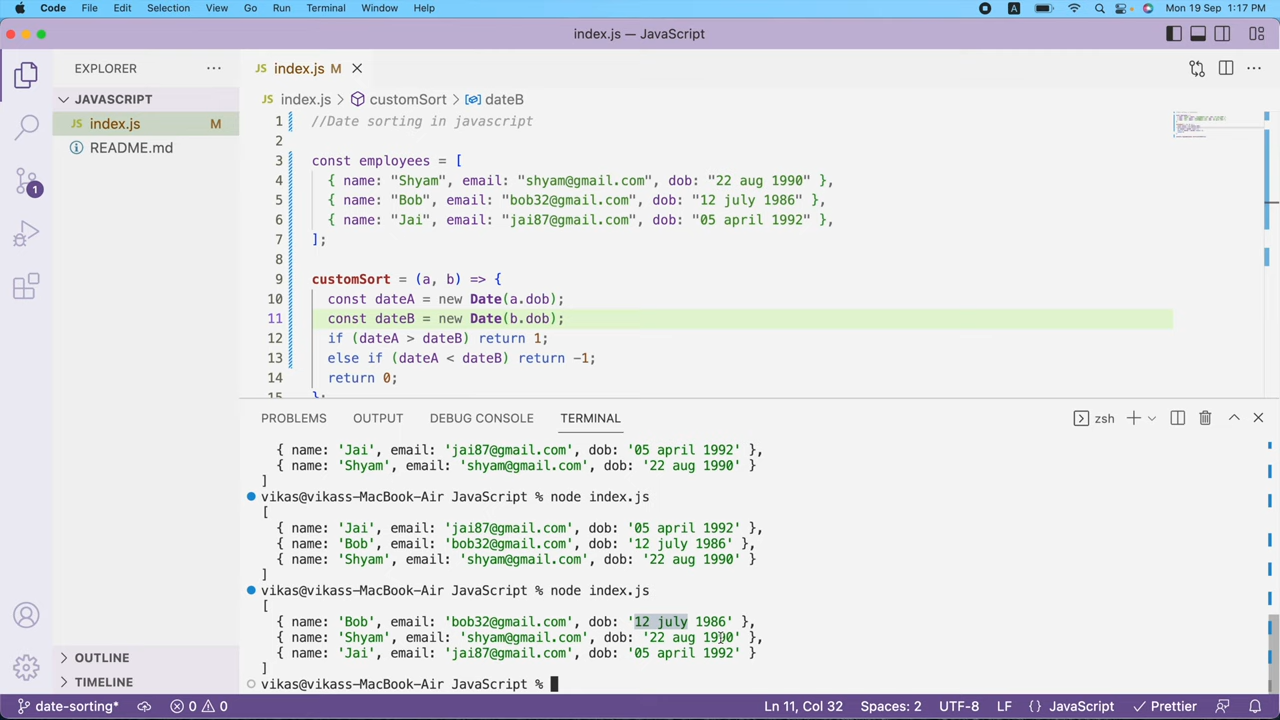 Code File Edit Selection View Go Run Terminal Window Help A Mon 19 Sep 1:17 PM
index.js — JavaScript
EXPLORER
JS index.js M
JAVASCRIPT
JS index.js M
README.md
1
OUTLINE
TIMELINE
JS index.js > customSort > dateB
1 //Date sorting in javascript
2
3 const employees = [
4 { name: "Shyam", email: "shyam@gmail.com", dob: "22 aug 1990" },
5 { name: "Bob", email: "bob32@gmail.com", dob: "12 july 1986" },
6 { name: "Jai", email: "jai87@gmail.com", dob: "05 april 1992" },
7 ];
8
9 customSort = (a, b) => {
10 const dateA = new Date(a.dob);
11 const dateB = new Date(b.dob);
12 if (dateA > dateB) return 1;
13 else if (dateA < dateB) return -1;
14 return 0;
15 };
PROBLEMS OUTPUT DEBUG CONSOLE TERMINAL zsh
{ name: 'Jai', email: 'jai87@gmail.com', dob: '05 april 1992' },
{ name: 'Shyam', email: 'shyam@gmail.com', dob: '22 aug 1990' }
]
vikas@vikass-MacBook-Air JavaScript % node index.js
[
{ name: 'Jai', email: 'jai87@gmail.com', dob: '05 april 1992' },
{ name: 'Bob', email: 'bob32@gmail.com', dob: '12 july 1986' },
{ name: 'Shyam', email: 'shyam@gmail.com', dob: '22 aug 1990' }
]
vikas@vikass-MacBook-Air JavaScript % node index.js
[
{ name: 'Bob', email: 'bob32@gmail.com', dob: '12 july 1986' },
{ name: 'Shyam', email: 'shyam@gmail.com', dob: '22 aug 1990' },
{ name: 'Jai', email: 'jai87@gmail.com', dob: '05 april 1992' }
]
vikas@vikass-MacBook-Air JavaScript %
date-sorting* 0 0 Ln 11, Col 32 Spaces: 2 UTF-8 LF {} JavaScript Prettier